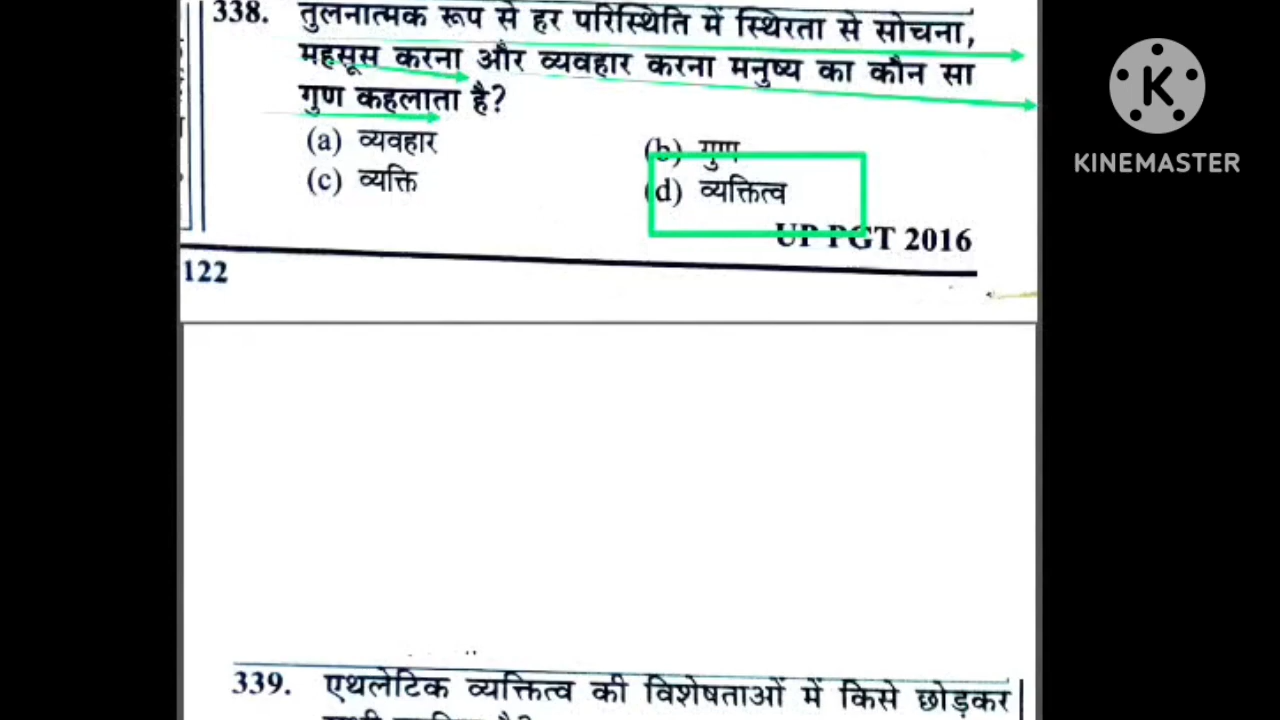 338. तुलनात्मक रूप से हर परिस्थिति में स्थिरता से सोचना,
महसूस करना और व्यवहार करना मनुष्य का कौन सा
गुण कहलाता है?
(a) व्यवहार
(b) गुण
(c) व्यक्ति
(d) व्यक्तित्व
UP PGT 2016
122
K
KINEMASTER
339. एथलेटिक व्यक्तित्व की विशेषताओं में किसे छोड़कर